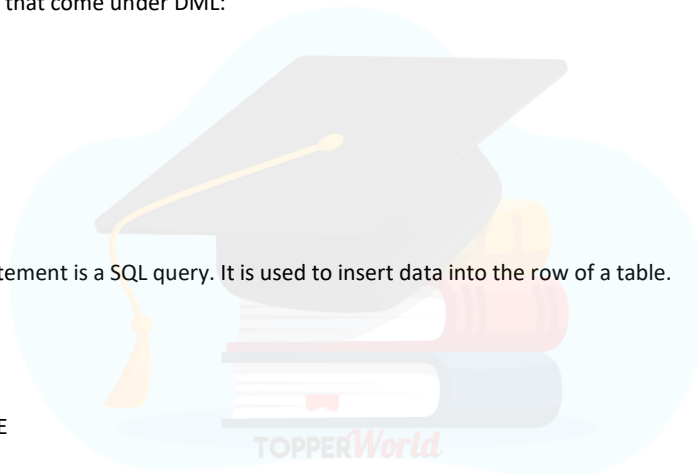 that come under DML:
tement is a SQL query. It is used to insert data into the row of a table.
E
TOPPERWorld